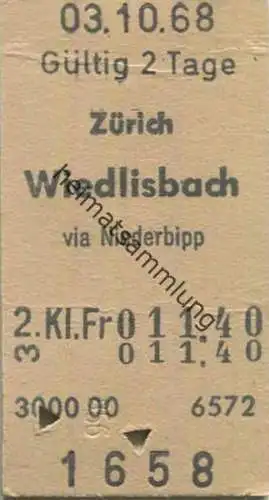 03.10.68
Gültig 2 Tage
Zürich
Wiedlisbach
via Niederbipp
2.Kl.Fr 011.40
3 011.40
3000 00 6572
1658
heimatsammlung.de